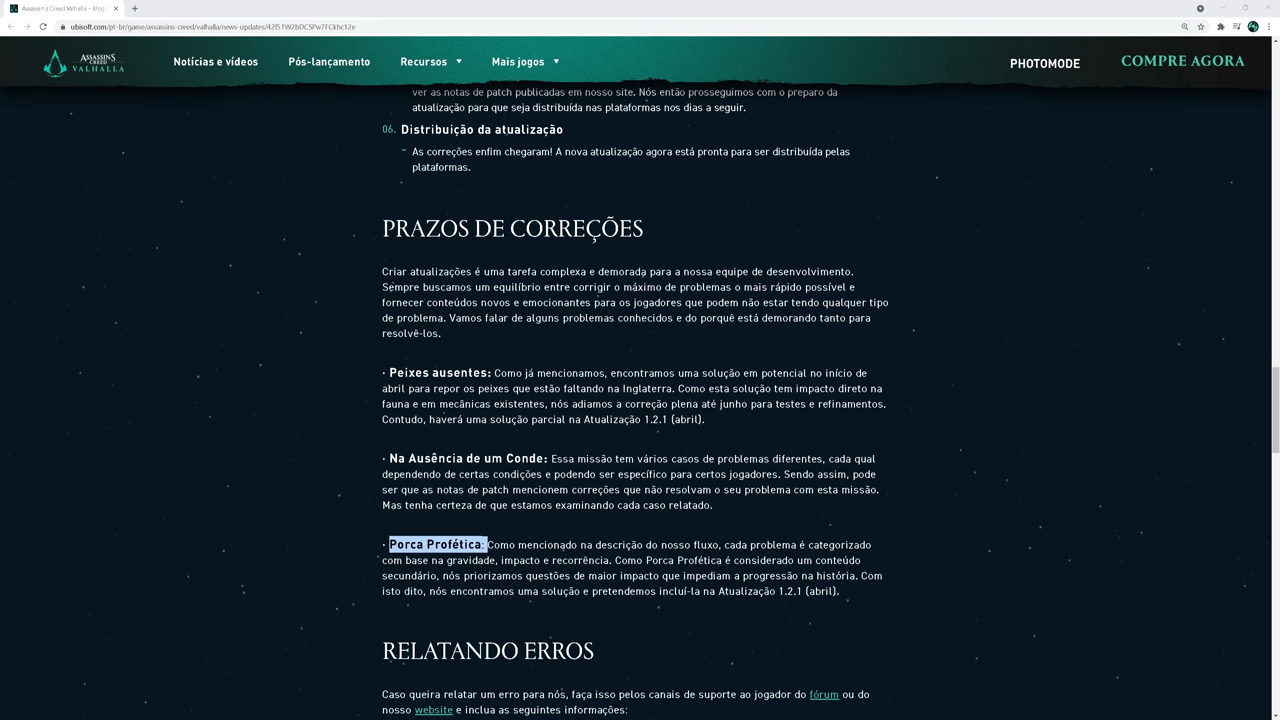 Assassin's Creed Valhalla – Blog
ubisoft.com/pt-br/game/assassins-creed/valhalla/news-updates/42I51W2bDCSPw7FCkhc12e
ASSASSIN'S
CREED
VALHALLA
Notícias e vídeos
Pós-lançamento
Recursos
Mais jogos
PHOTOMODE
COMPRE AGORA
ver as notas de patch publicadas em nosso site. Nós então prosseguimos com o preparo da
atualização para que seja distribuída nas plataformas nos dias a seguir.
06. Distribuição da atualização
– As correções enfim chegaram! A nova atualização agora está pronta para ser distribuída pelas
plataformas.
PRAZOS DE CORREÇÕES
Criar atualizações é uma tarefa complexa e demorada para a nossa equipe de desenvolvimento.
Sempre buscamos um equilíbrio entre corrigir o máximo de problemas o mais rápido possível e
fornecer conteúdos novos e emocionantes para os jogadores que podem não estar tendo qualquer tipo
de problema. Vamos falar de alguns problemas conhecidos e do porquê está demorando tanto para
resolvê-los.
· Peixes ausentes: Como já mencionamos, encontramos uma solução em potencial no início de
abril para repor os peixes que estão faltando na Inglaterra. Como esta solução tem impacto direto na
fauna e em mecânicas existentes, nós adiamos a correção plena até junho para testes e refinamentos.
Contudo, haverá uma solução parcial na Atualização 1.2.1 (abril).
· Na Ausência de um Conde: Essa missão tem vários casos de problemas diferentes, cada qual
dependendo de certas condições e podendo ser específico para certos jogadores. Sendo assim, pode
ser que as notas de patch mencionem correções que não resolvam o seu problema com esta missão.
Mas tenha certeza de que estamos examinando cada caso relatado.
· Porca Profética: Como mencionado na descrição do nosso fluxo, cada problema é categorizado
com base na gravidade, impacto e recorrência. Como Porca Profética é considerado um conteúdo
secundário, nós priorizamos questões de maior impacto que impediam a progressão na história. Com
isto dito, nós encontramos uma solução e pretendemos incluí-la na Atualização 1.2.1 (abril).
RELATANDO ERROS
Caso queira relatar um erro para nós, faça isso pelos canais de suporte ao jogador do fórum ou do
nosso website e inclua as seguintes informações: